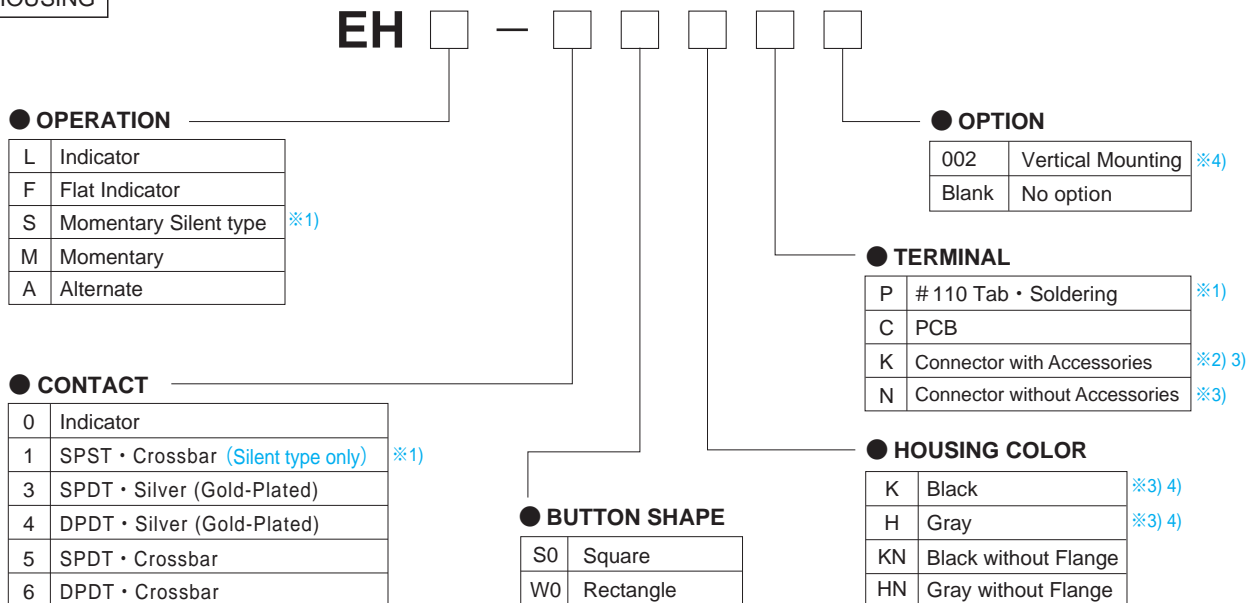 HOUSING
EH □ － □ □ □ □ □
● OPERATION
L Indicator
F Flat Indicator
S Momentary Silent type ※1)
M Momentary
A Alternate
● OPTION
002 Vertical Mounting ※4)
Blank No option
● TERMINAL
P #110 Tab・Soldering ※1)
C PCB
K Connector with Accessories ※2) 3)
N Connector without Accessories ※3)
● CONTACT
0 Indicator
1 SPST・Crossbar (Silent type only) ※1)
3 SPDT・Silver (Gold-Plated)
4 DPDT・Silver (Gold-Plated)
5 SPDT・Crossbar
6 DPDT・Crossbar
● BUTTON SHAPE
S0 Square
W0 Rectangle
● HOUSING COLOR
K Black ※3) 4)
H Gray ※3) 4)
KN Black without Flange
HN Gray without Flange